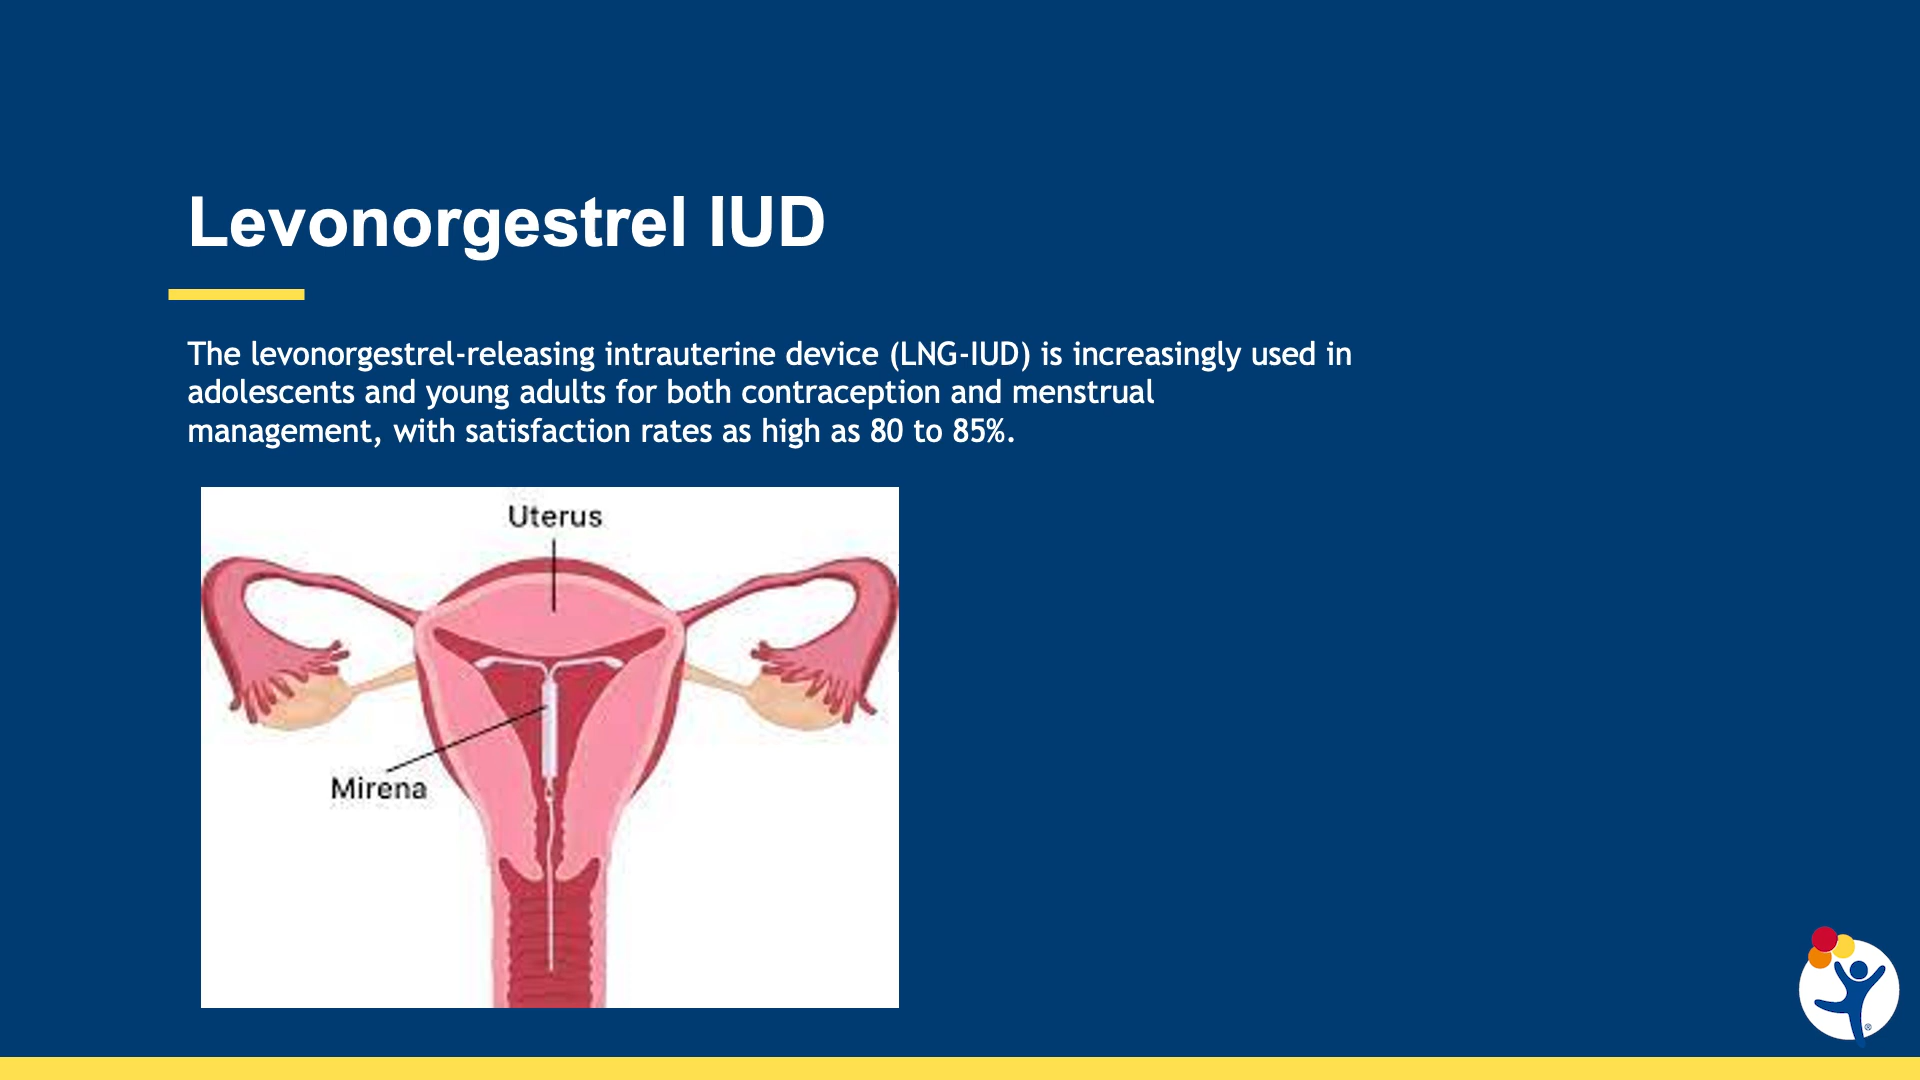 Levonorgestrel IUD
The levonorgestrel-releasing intrauterine device (LNG-IUD) is increasingly used in
adolescents and young adults for both contraception and menstrual
management, with satisfaction rates as high as 80 to 85%.
Uterus
Mirena
®